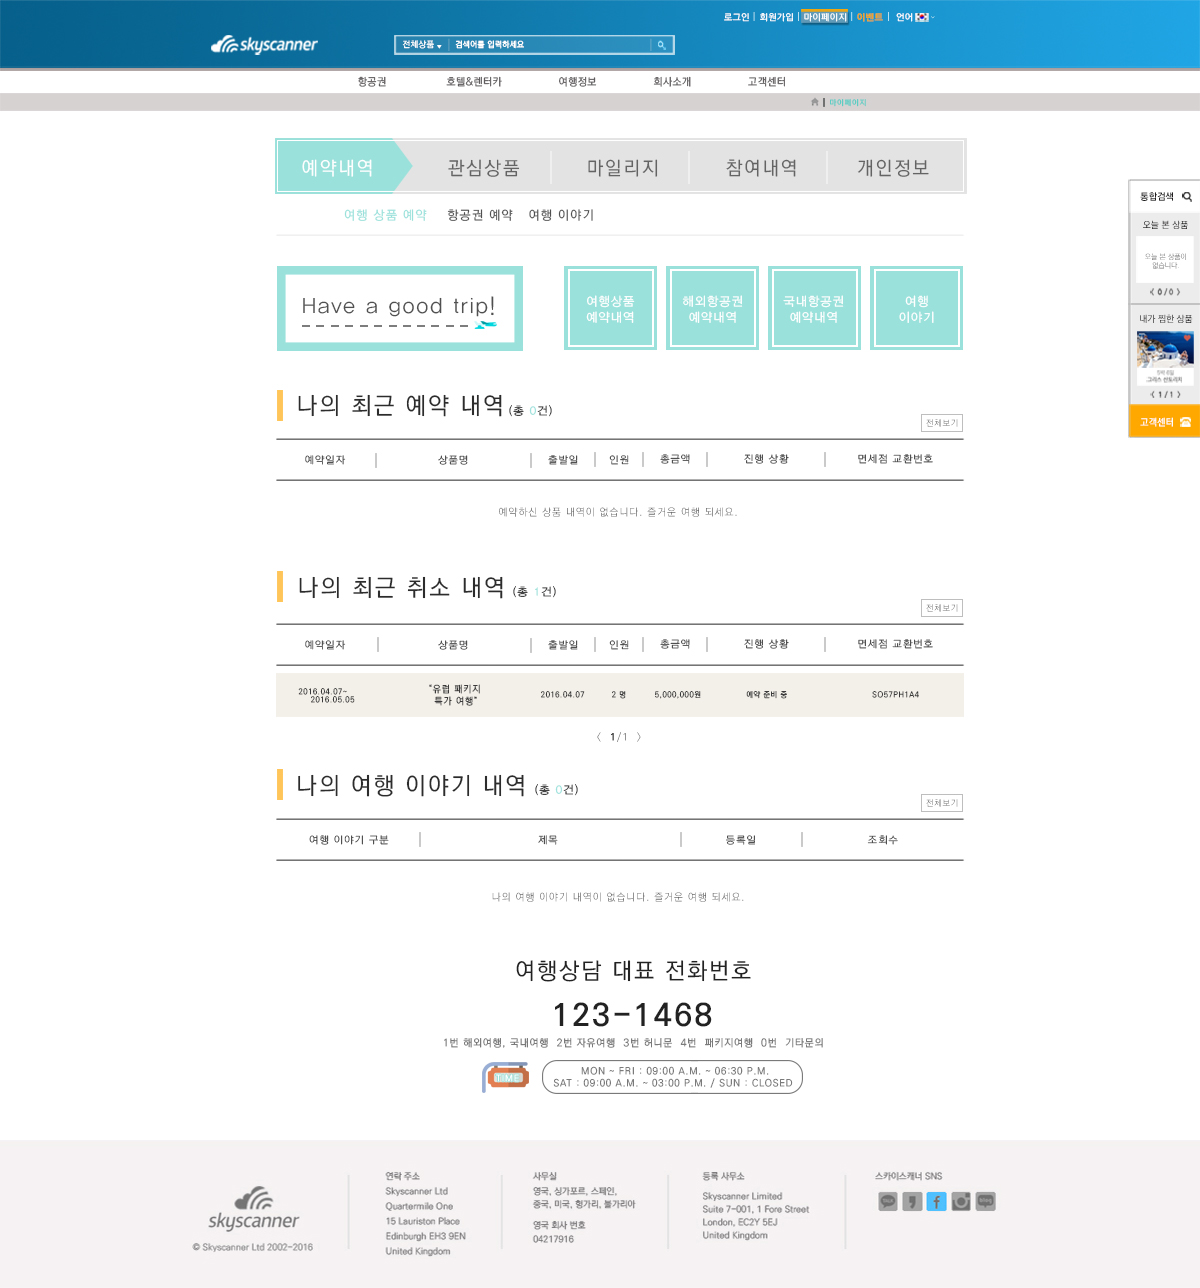 로그인 | 회원가입 | 마이페이지 | 이벤트 | 언어
skyscanner
전체상품 검색어를 입력하세요
항공권 호텔&렌터카 여행정보 회사소개 고객센터
마이페이지
예약내역 관심상품 마일리지 참여내역 개인정보
여행 상품 예약 항공권 예약 여행 이야기
통합검색
오늘 본 상품
오늘 본 상품이
없습니다.
< 0 / 0 >
내가 찜한 상품
그리스 산토리니
< 1 / 1 >
고객센터
Have a good trip!
여행상품
예약내역
해외항공권
예약내역
국내항공권
예약내역
여행
이야기
나의 최근 예약 내역 (총 0건)
전체보기
예약일자 상품명 출발일 인원 총금액 진행 상황 면세점 교환번호
예약하신 상품 내역이 없습니다. 즐거운 여행 되세요.
나의 최근 취소 내역 (총 1건)
전체보기
예약일자 상품명 출발일 인원 총금액 진행 상황 면세점 교환번호
2016.04.07~
2016.05.05
"유럽 패키지
특가 여행"
2016.04.07 2 명 5,000,000원 예약 준비 중 SO57PH1A4
〈 1/1 〉
나의 여행 이야기 내역 (총 0건)
전체보기
여행 이야기 구분 제목 등록일 조회수
나의 여행 이야기 내역이 없습니다. 즐거운 여행 되세요.
여행상담 대표 전화번호
123-1468
1번 해외여행, 국내여행 2번 자유여행 3번 허니문 4번 패키지여행 0번 기타문의
TIME
MON ~ FRI : 09:00 A.M. ~ 06:30 P.M.
SAT : 09:00 A.M. ~ 03:00 P.M. / SUN : CLOSED
skyscanner
© Skyscanner Ltd 2002-2016
연락 주소
Skyscanner Ltd
Quartermile One
15 Lauriston Place
Edinburgh EH3 9EN
United Kingdom
사무실
영국, 싱가포르, 스페인,
중국, 미국, 헝가리, 불가리아
영국 회사 번호
04217916
등록 사무소
Skyscanner Limited
Suite 7-001, 1 Fore Street
London, EC2Y 5EJ
United Kingdom
스카이스캐너 SNS